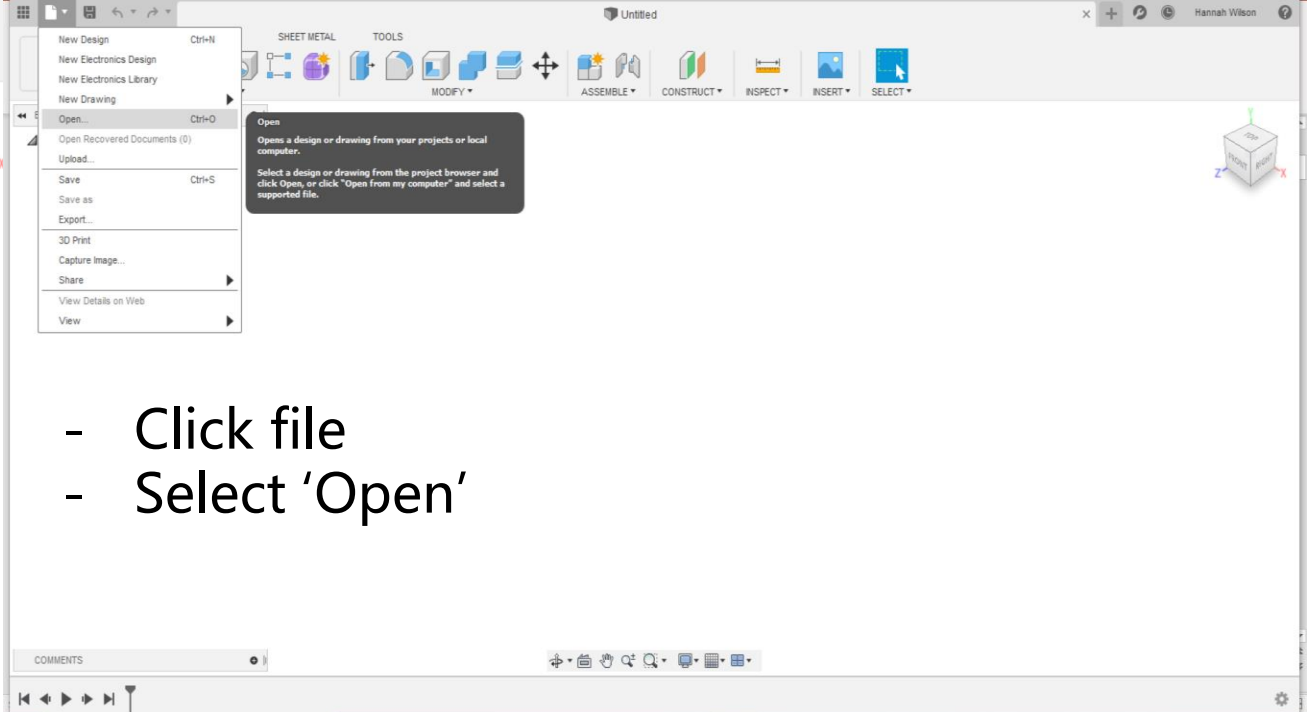 Untitled
Hannah Wilson
SHEET METAL TOOLS
MODIFY ASSEMBLE CONSTRUCT INSPECT INSERT SELECT
New Design Ctrl+N
New Electronics Design
New Electronics Library
New Drawing
Open... Ctrl+O
Open Recovered Documents (0)
Upload...
Save Ctrl+S
Save as
Export...
3D Print
Capture Image...
Share
View Details on Web
View
Open
Opens a design or drawing from your projects or local
computer.
Select a design or drawing from the project browser and
click Open, or click "Open from my computer" and select a
supported file.
Y
TOP
FRONT RIGHT
Z X
- Click file
- Select ‘Open’
COMMENTS